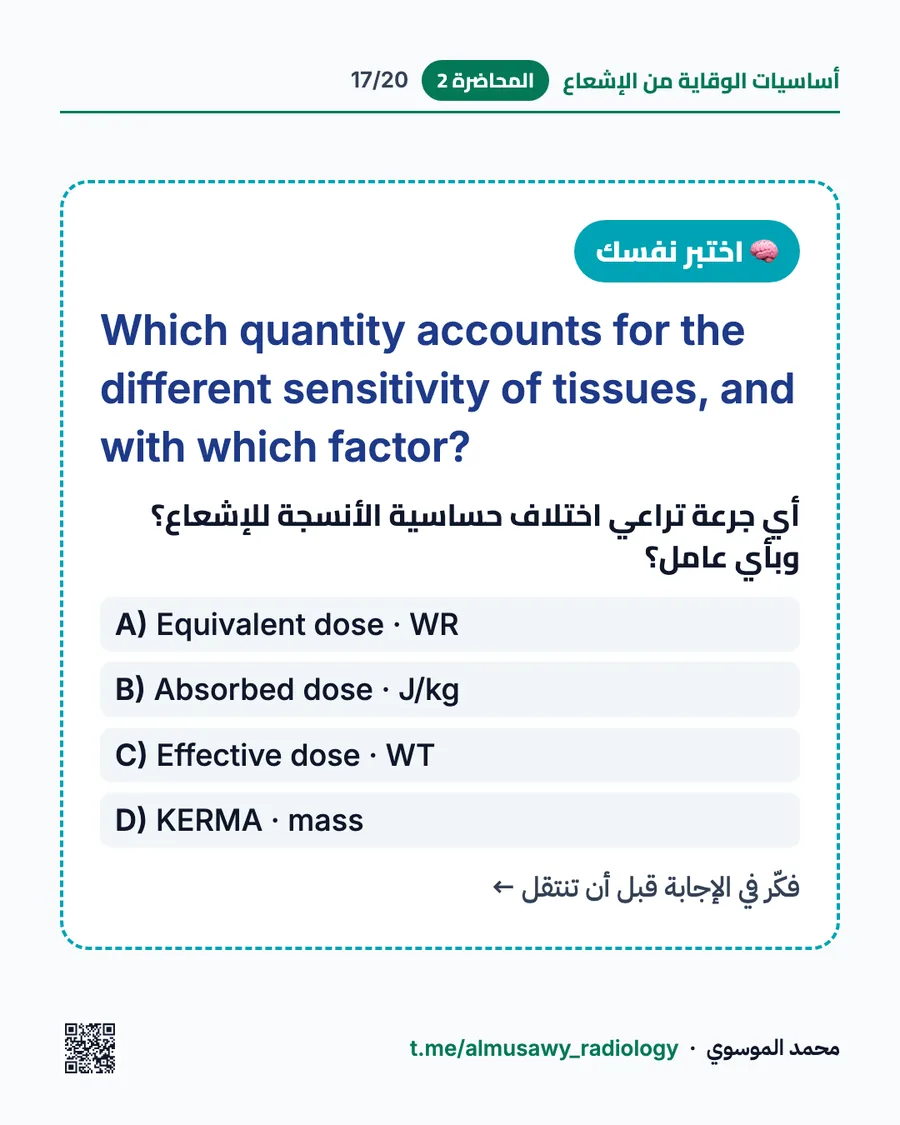 أساسيات الوقاية من الإشعاع المحاضرة 2 17/20
🧠 اختبر نفسك
Which quantity accounts for the
different sensitivity of tissues, and
with which factor?
أي جرعة تراعي اختلاف حساسية الأنسجة للإشعاع؟
وبأي عامل؟
A) Equivalent dose · WR
B) Absorbed dose · J/kg
C) Effective dose · WT
D) KERMA · mass
فكّر في الإجابة قبل أن تنتقل ←
محمد الموسوي · t.me/almusawy_radiology